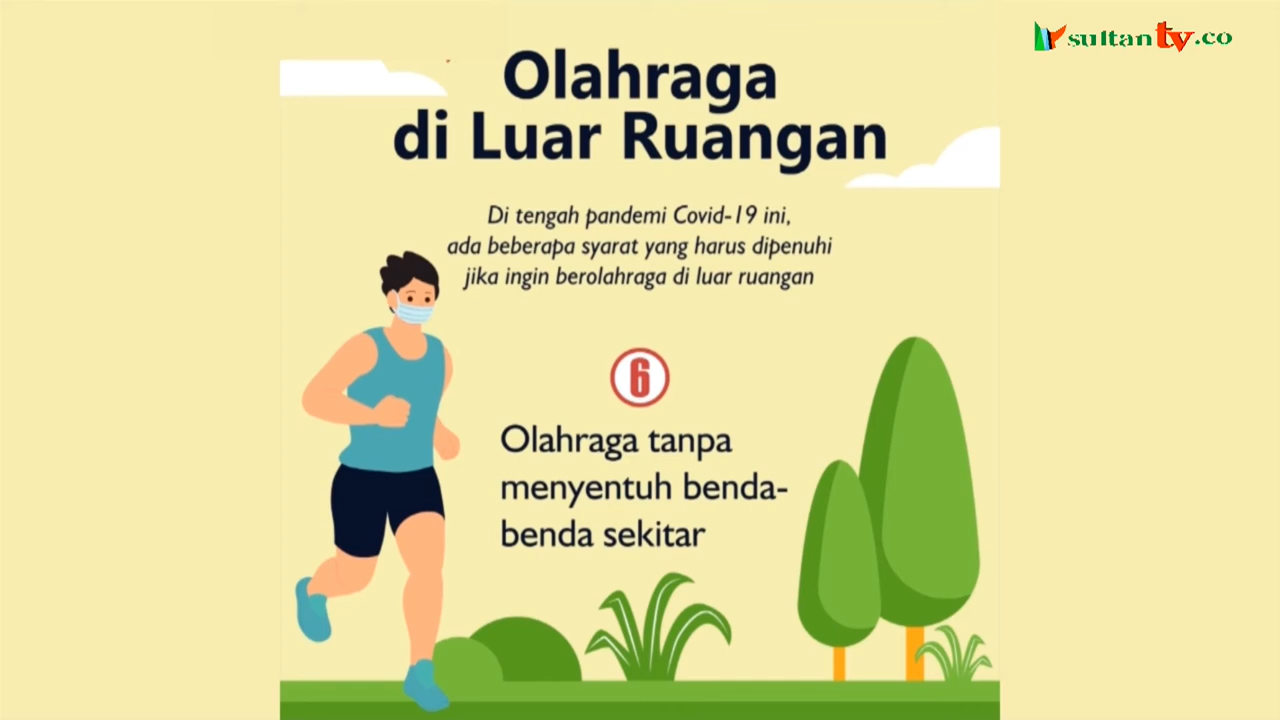 sultantv.co
Olahraga
di Luar Ruangan
Di tengah pandemi Covid-19 ini,
ada beberapa syarat yang harus dipenuhi
jika ingin berolahraga di luar ruangan
6
Olahraga tanpa
menyentuh benda-
benda sekitar